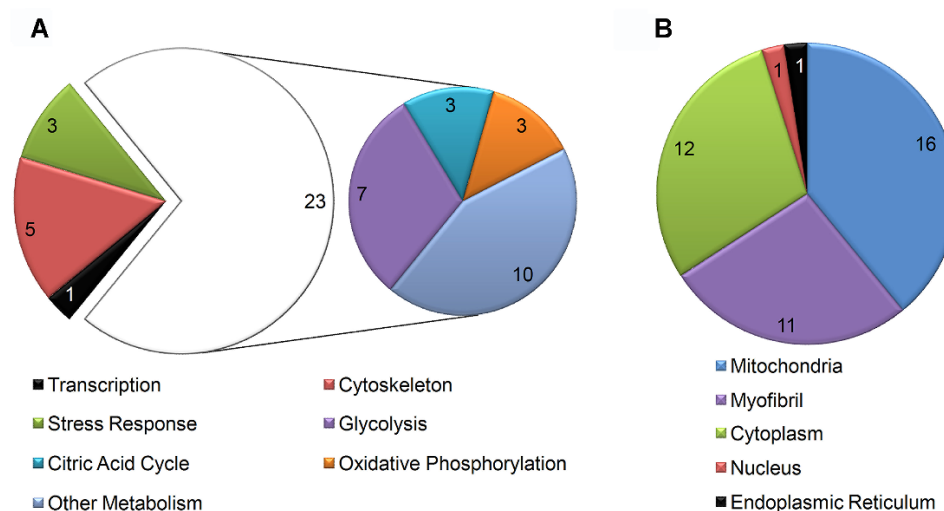 A
B
3
5
1
23
3
3
7
10
1
1
16
12
11
Transcription
Cytoskeleton
Stress Response
Glycolysis
Citric Acid Cycle
Oxidative Phosphorylation
Other Metabolism
Mitochondria
Myofibril
Cytoplasm
Nucleus
Endoplasmic Reticulum